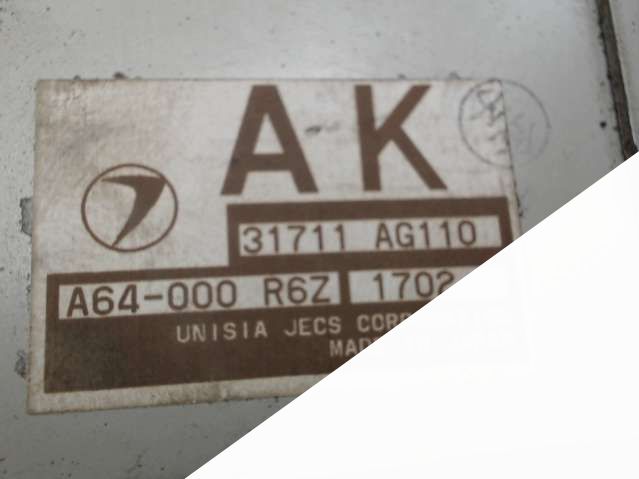 AK
31711 AG110
A64-000 R6Z 1702
UNISIA JECS